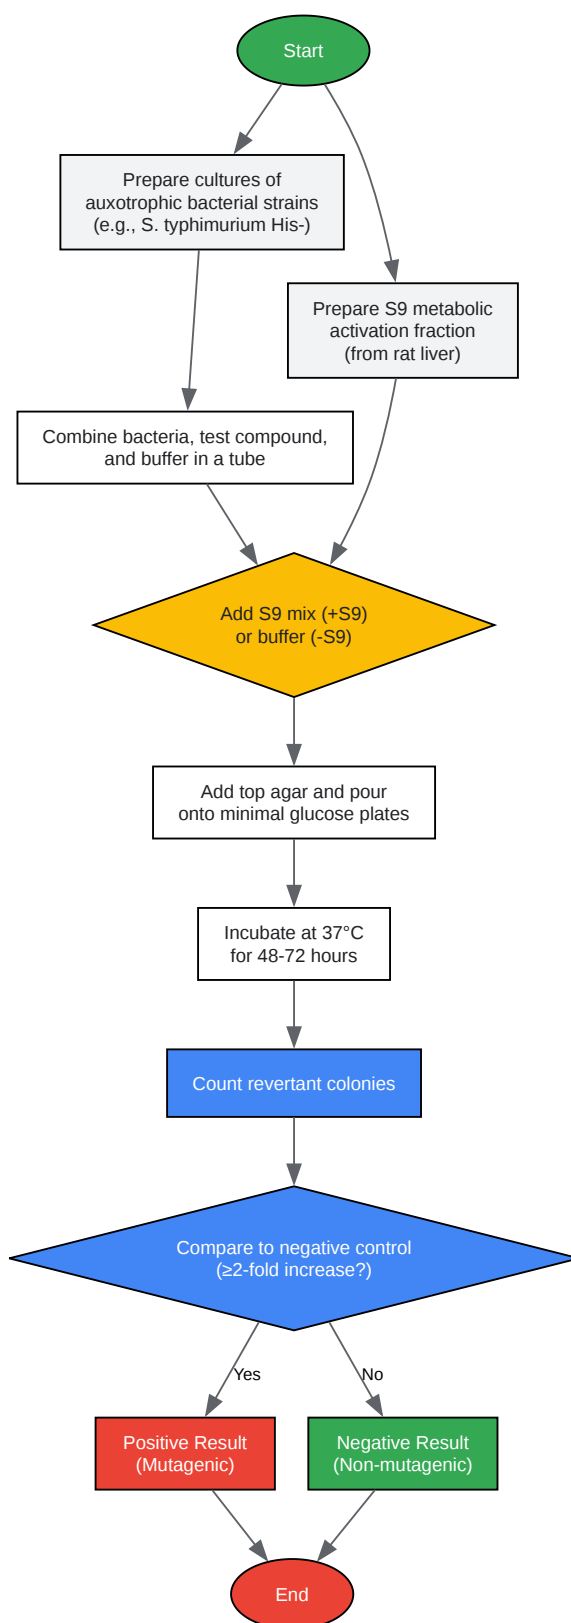 Start
Prepare cultures of
auxotrophic bacterial strains
(e.g., S. typhimurium His-)
Prepare S9 metabolic
activation fraction
(from rat liver)
Combine bacteria, test compound,
and buffer in a tube
Add S9 mix (+S9)
or buffer (-S9)
Add top agar and pour
onto minimal glucose plates
Incubate at 37°C
for 48-72 hours
Count revertant colonies
Compare to negative control
(≥2-fold increase?)
Yes
No
Positive Result
(Mutagenic)
Negative Result
(Non-mutagenic)
End